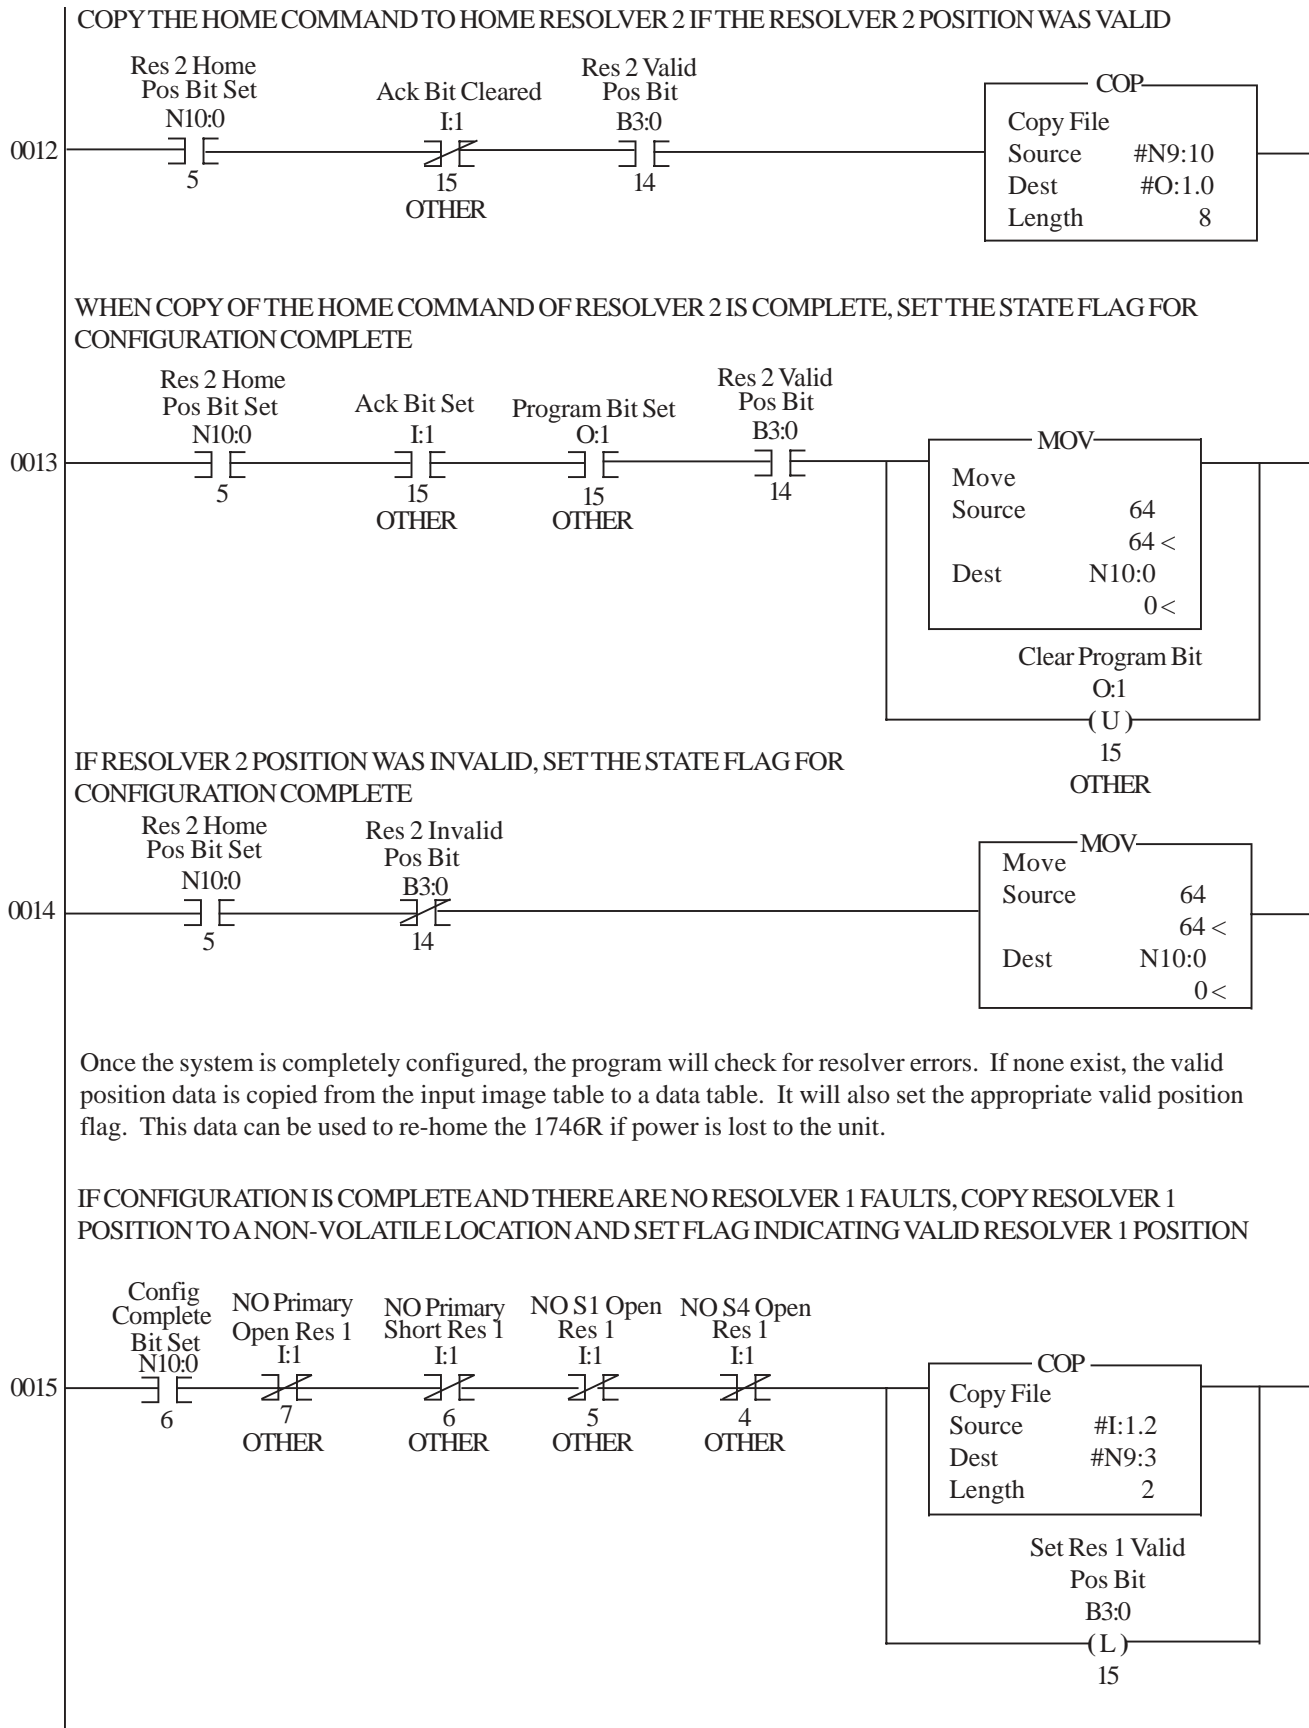 COPY THE HOME COMMAND TO HOME RESOLVER 2 IF THE RESOLVER 2 POSITION WAS VALID
Res 2 Home
Pos Bit Set
N10:0
5
Ack Bit Cleared
I:1
15
OTHER
Res 2 Valid
Pos Bit
B3:0
14
COP
Copy File
Source #N9:10
Dest #O:1.0
Length 8
0012
WHEN COPY OF THE HOME COMMAND OF RESOLVER 2 IS COMPLETE, SET THE STATE FLAG FOR
CONFIGURATION COMPLETE
Res 2 Home
Pos Bit Set
N10:0
5
Ack Bit Set
I:1
15
OTHER
Program Bit Set
O:1
15
OTHER
Res 2 Valid
Pos Bit
B3:0
14
MOV
Move
Source 64
64 <
Dest N10:0
0 <
0013
Clear Program Bit
O:1
( U )
15
OTHER
IF RESOLVER 2 POSITION WAS INVALID, SET THE STATE FLAG FOR
CONFIGURATION COMPLETE
Res 2 Home
Pos Bit Set
N10:0
5
Res 2 Invalid
Pos Bit
B3:0
14
MOV
Move
Source 64
64 <
Dest N10:0
0 <
0014
Once the system is completely configured, the program will check for resolver errors. If none exist, the valid
position data is copied from the input image table to a data table. It will also set the appropriate valid position
flag. This data can be used to re-home the 1746R if power is lost to the unit.
IF CONFIGURATION IS COMPLETE AND THERE ARE NO RESOLVER 1 FAULTS, COPY RESOLVER 1
POSITION TO A NON-VOLATILE LOCATION AND SET FLAG INDICATING VALID RESOLVER 1 POSITION
Config
Complete
Bit Set
N10:0
6
NO Primary
Open Res 1
I:1
7
OTHER
NO Primary
Short Res 1
I:1
6
OTHER
NO S1 Open
Res 1
I:1
5
OTHER
NO S4 Open
Res 1
I:1
4
OTHER
COP
Copy File
Source #I:1.2
Dest #N9:3
Length 2
0015
Set Res 1 Valid
Pos Bit
B3:0
( L )
15